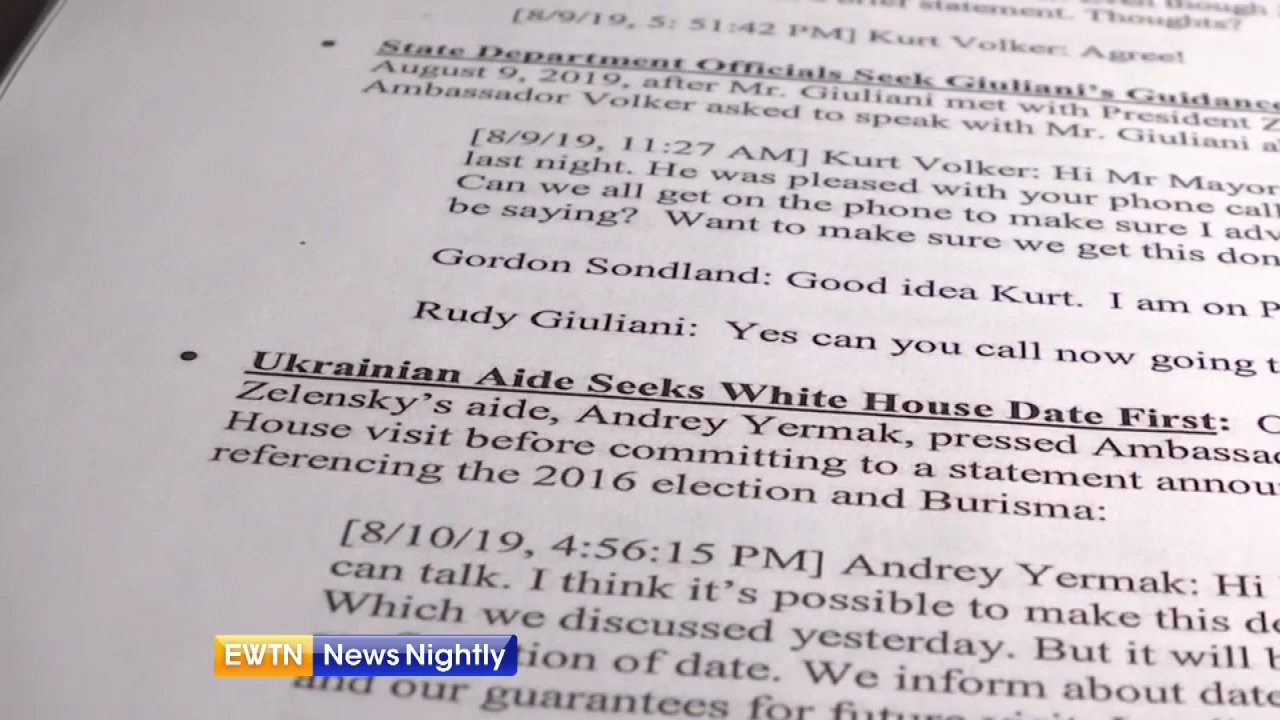 brief statement. Thoughts?
[8/9/19, 5: 51:42 PM] Kurt Volker: Agree!
• State Department Officials Seek Giuliani's Guidance
August 9, 2019, after Mr. Giuliani met with President Z
Ambassador Volker asked to speak with Mr. Giuliani a
[8/9/19, 11:27 AM] Kurt Volker: Hi Mr Mayor
last night. He was pleased with your phone call
Can we all get on the phone to make sure I adv
be saying? Want to make sure we get this don
Gordon Sondland: Good idea Kurt. I am on P
Rudy Giuliani: Yes can you call now going t
• Ukrainian Aide Seeks White House Date First:
Zelensky's aide, Andrey Yermak, pressed Ambassad
House visit before committing to a statement annou
referencing the 2016 election and Burisma:
[8/10/19, 4:56:15 PM] Andrey Yermak: Hi
can talk. I think it's possible to make this de
Which we discussed yesterday. But it will b
tion of date. We inform about date
and our guarantees for future
EWTN News Nightly